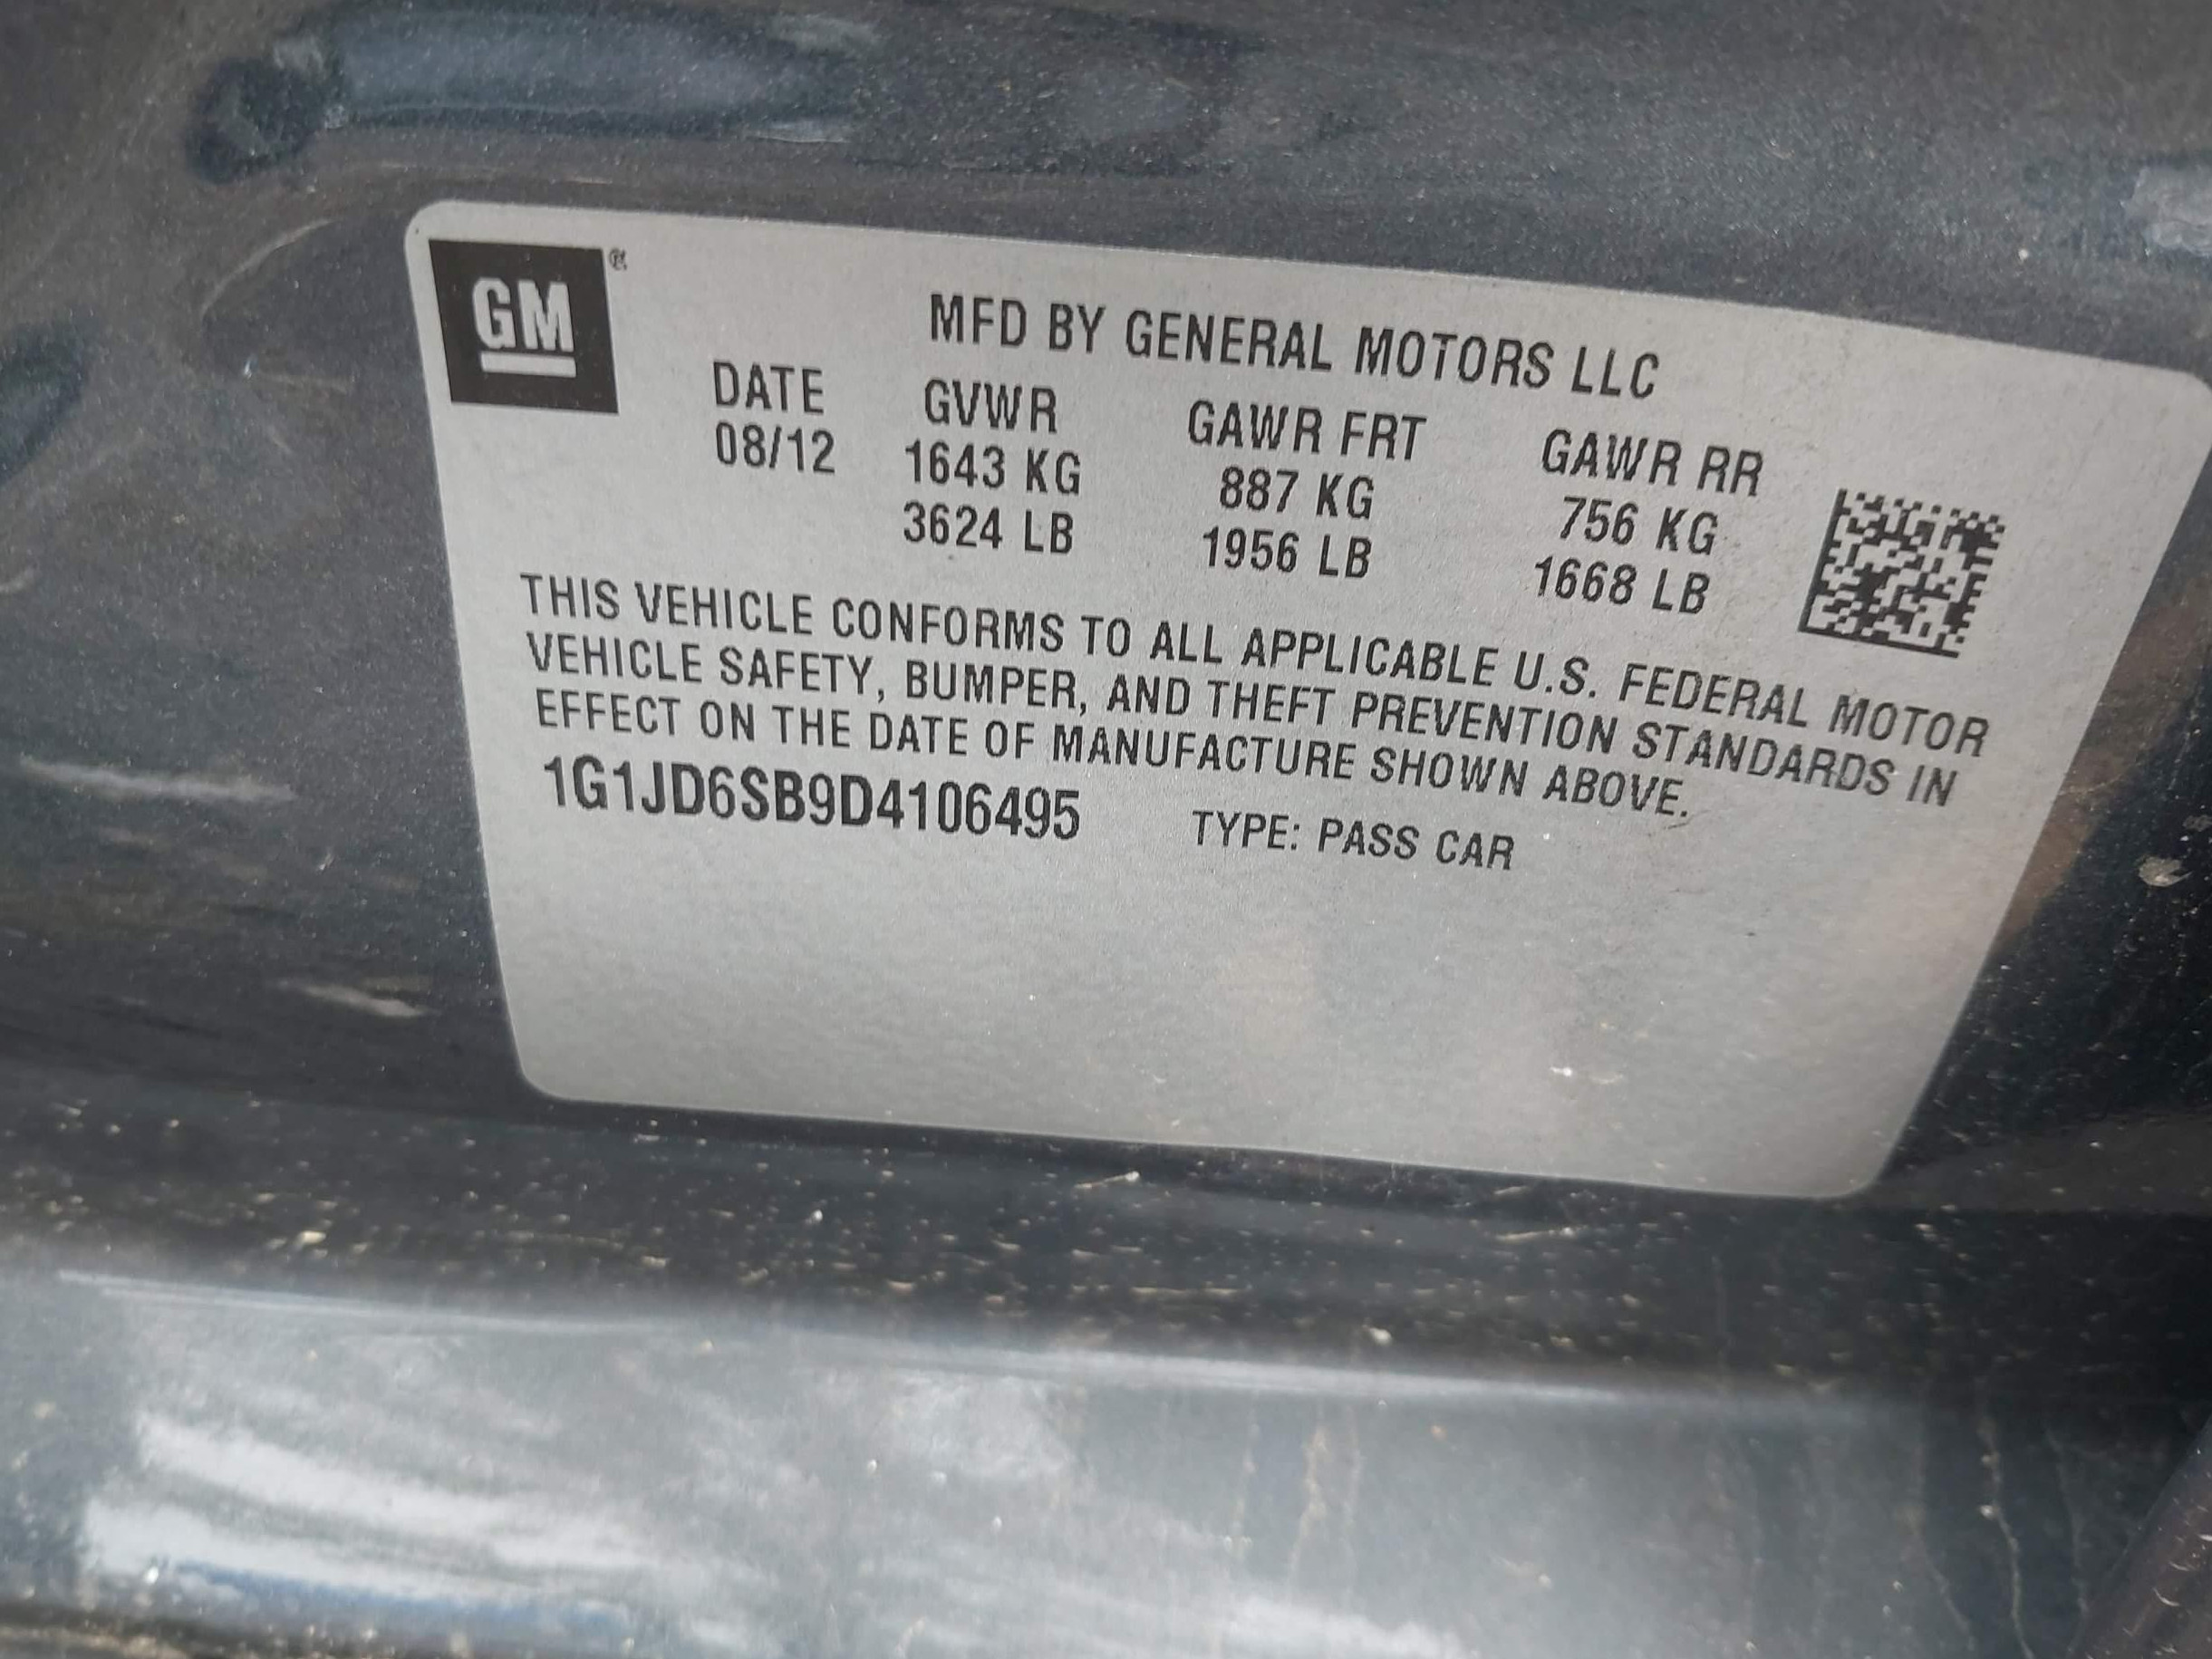 GM®
MFD BY GENERAL MOTORS LLC
DATE GVWR GAWR FRT GAWR RR
08/12 1643 KG 887 KG 756 KG
3624 LB 1956 LB 1668 LB
THIS VEHICLE CONFORMS TO ALL APPLICABLE U.S. FEDERAL MOTOR
VEHICLE SAFETY, BUMPER, AND THEFT PREVENTION STANDARDS IN
EFFECT ON THE DATE OF MANUFACTURE SHOWN ABOVE.
1G1JD6SB9D4106495 TYPE: PASS CAR